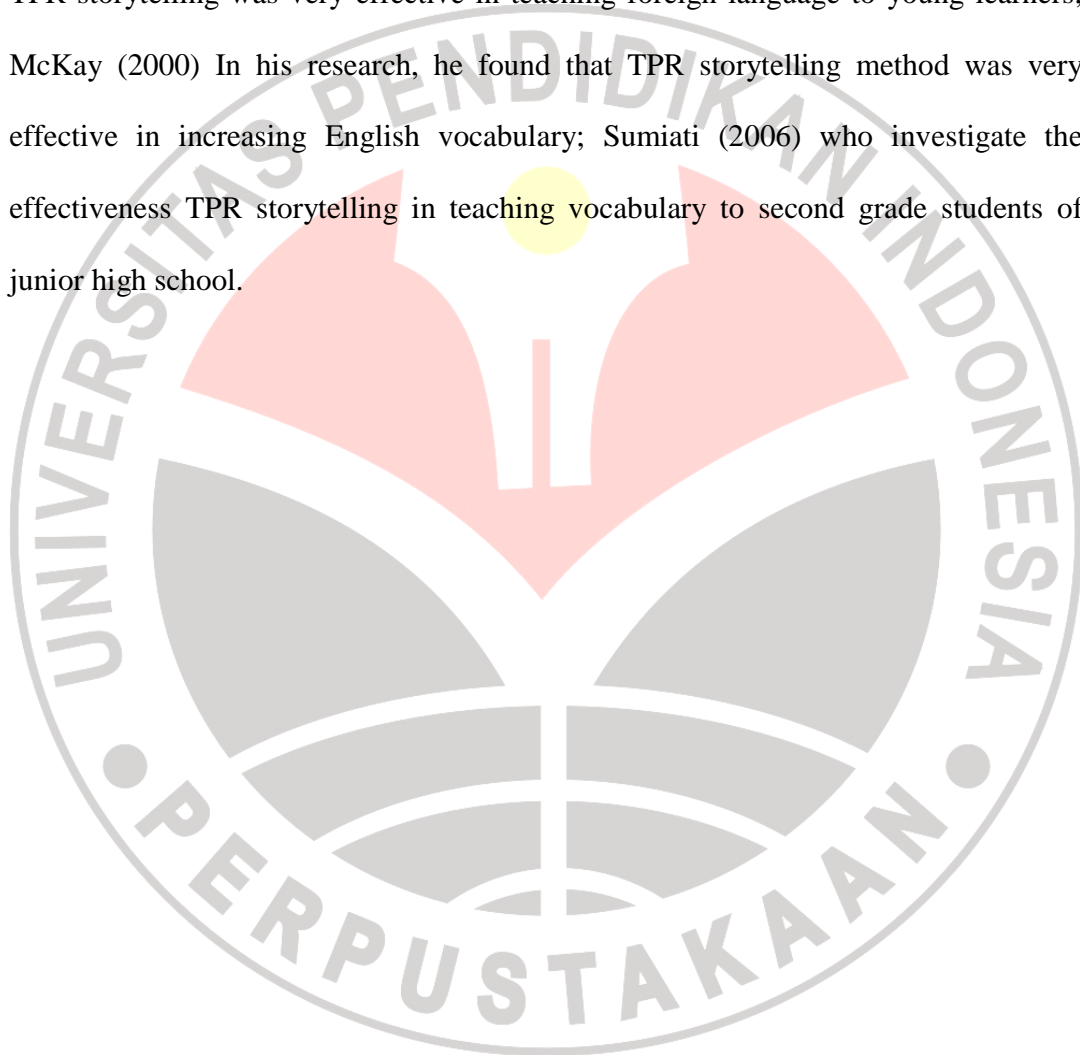 TPR storytelling was very effective in teaching foreign language to young learners;
McKay (2000) In his research, he found that TPR storytelling method was very
effective in increasing English vocabulary; Sumiati (2006) who investigate the
effectiveness TPR storytelling in teaching vocabulary to second grade students of
junior high school.
UNIVERSITAS PENDIDIKAN INDONESIA
PERPUSTAKAAN